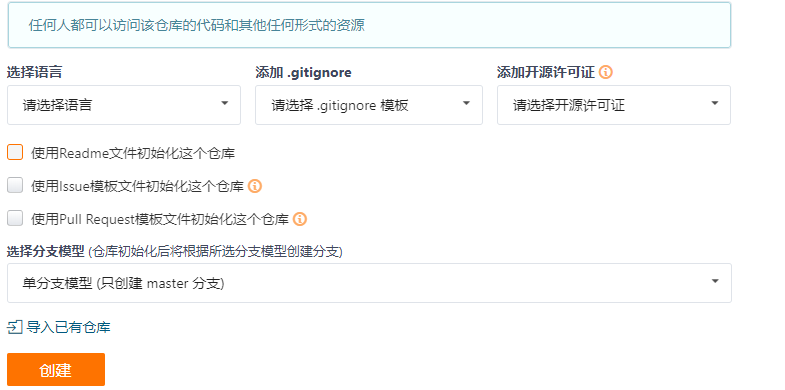 任何人都可以访问该仓库的代码和其他任何形式的资源
选择语言 添加 .gitignore 添加开源许可证
请选择语言 请选择 .gitignore 模板 请选择开源许可证
使用Readme文件初始化这个仓库
使用Issue模板文件初始化这个仓库
使用Pull Request模板文件初始化这个仓库
选择分支模型 (仓库初始化后将根据所选分支模型创建分支)
单分支模型 (只创建 master 分支)
导入已有仓库
创建